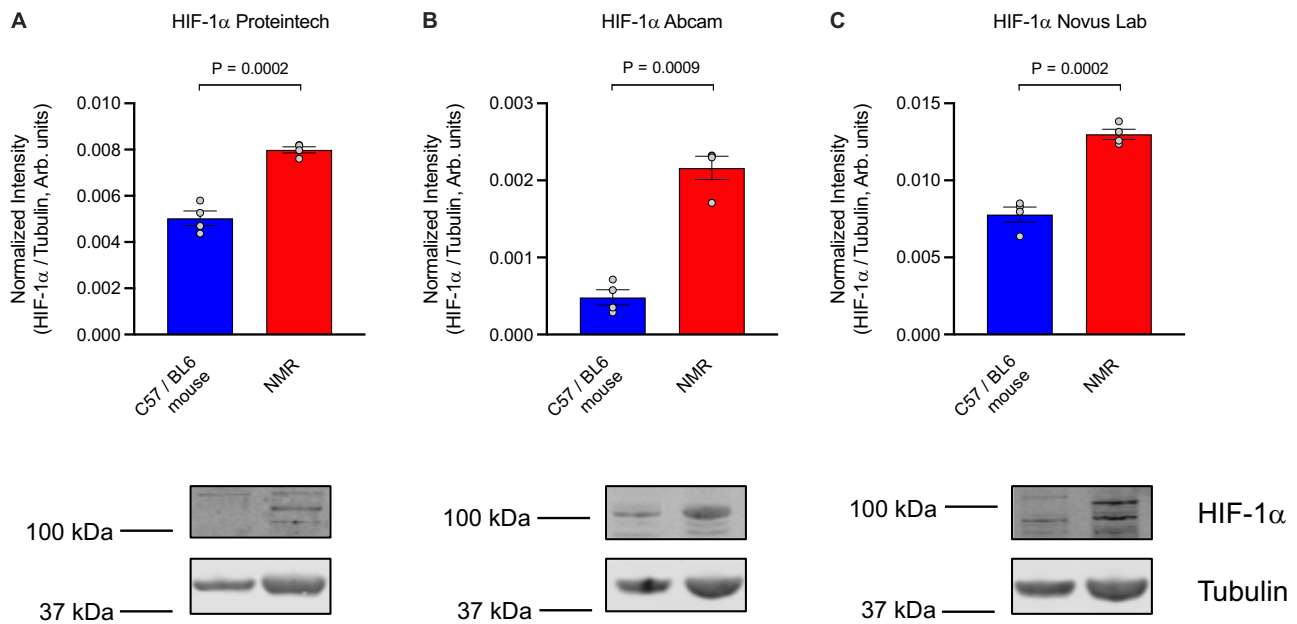 A
HIF-1α Proteintech
P = 0.0002
Normalized Intensity
(HIF-1α / Tubulin, Arb. units)
0.010
0.008
0.006
0.004
0.002
0.000
C57 / BL6
mouse
NMR
B
HIF-1α Abcam
P = 0.0009
Normalized Intensity
(HIF-1α / Tubulin, Arb. units)
0.003
0.002
0.001
0.000
C57 / BL6
mouse
NMR
C
HIF-1α Novus Lab
P = 0.0002
Normalized Intensity
(HIF-1α / Tubulin, Arb. units)
0.015
0.010
0.005
0.000
C57 / BL6
mouse
NMR
100 kDa
100 kDa
100 kDa
HIF-1α
37 kDa
37 kDa
37 kDa
Tubulin